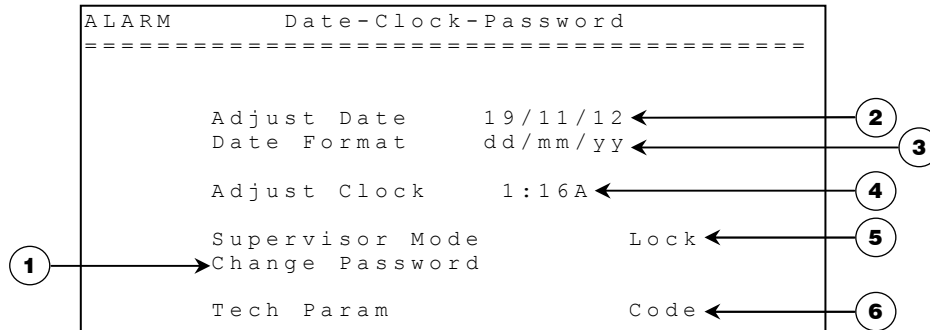 ALARM Date-Clock-Password
========================================
Adjust Date 19/11/12 2
Date Format dd/mm/yy 3
Adjust Clock 1:16A 4
Supervisor Mode Lock 5
1 Change Password
Tech Param Code 6